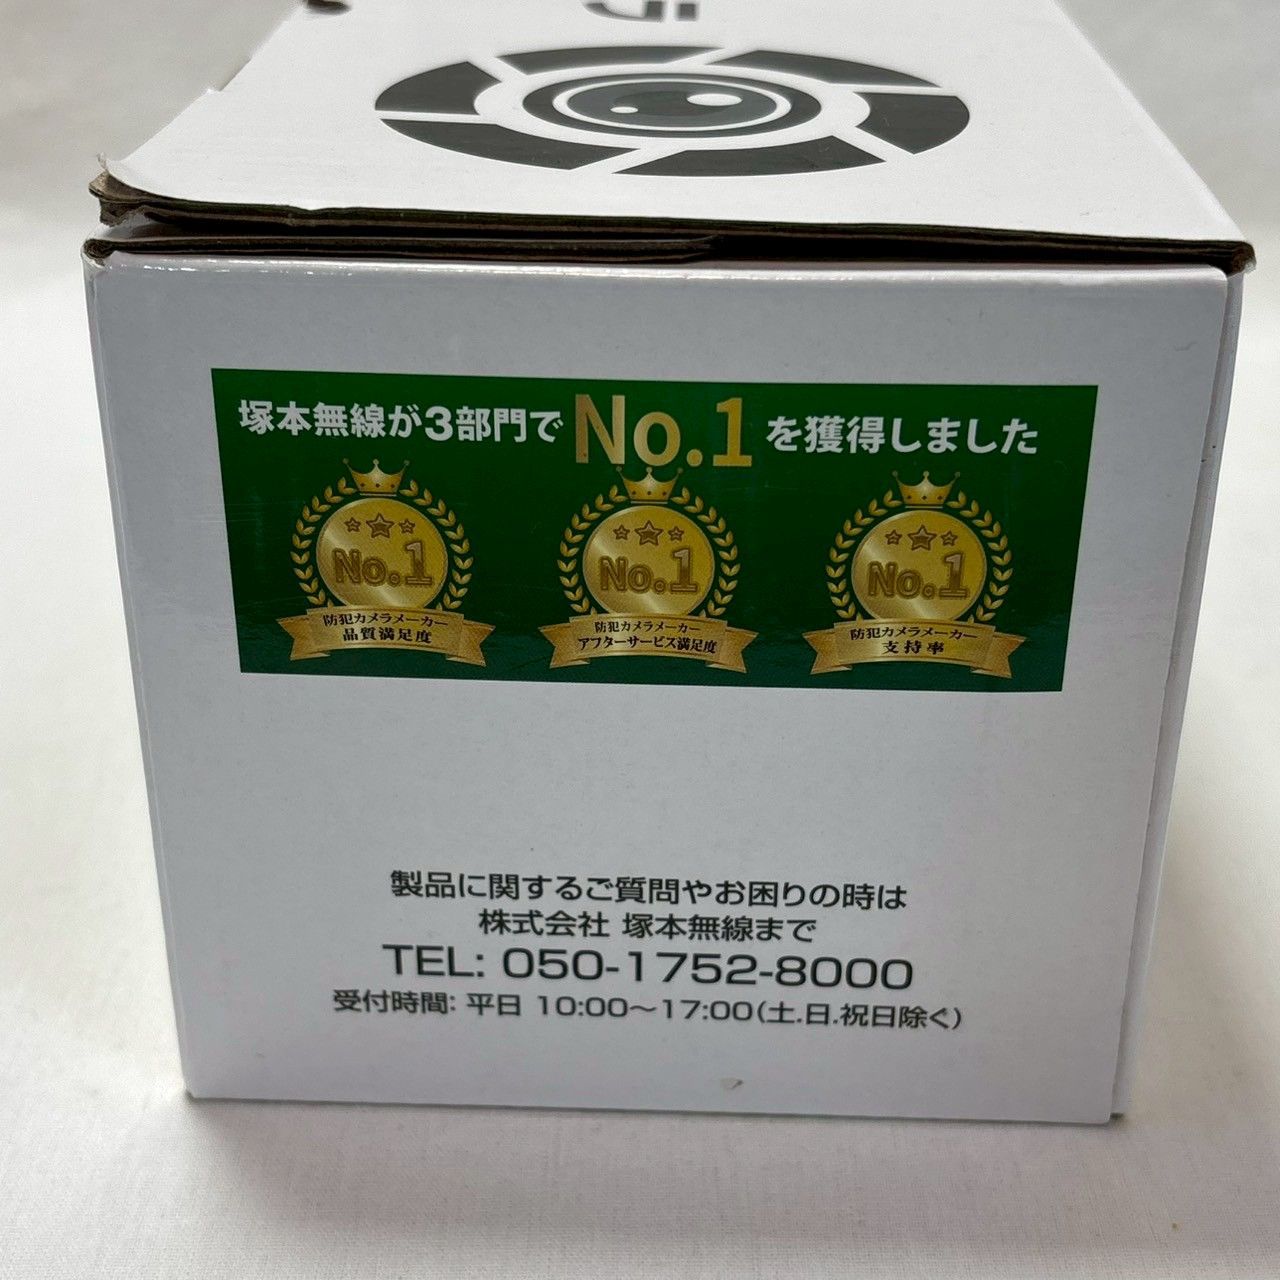 塚本無線が3部門でNo.1を獲得しました
No.1
防犯カメラメーカー
品質満足度
No.1
防犯カメラメーカー
アフターサービス満足度
No.1
防犯カメラメーカー
支持率
製品に関するご質問やお困りの時は
株式会社 塚本無線まで
TEL: 050-1752-8000
受付時間: 平日 10:00～17:00(土.日.祝日除く)